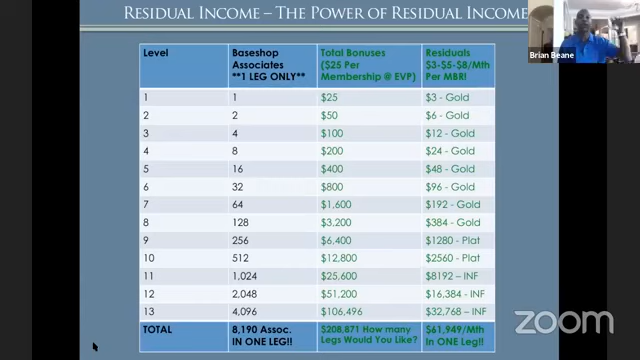 RESIDUAL INCOME – THE POWER OF RESIDUAL INCOME
Brian Beane
Level Baseshop Associates **1 LEG ONLY** Total Bonuses ($25 Per Membership @ EVP) Residuals $3-$5-$8/Mth Per MBR!
1 1 $25 $3 - Gold
2 2 $50 $6 - Gold
3 4 $100 $12 - Gold
4 8 $200 $24 - Gold
5 16 $400 $48 - Gold
6 32 $800 $96 - Gold
7 64 $1,600 $192 - Gold
8 128 $3,200 $384 - Gold
9 256 $6,400 $1280 - Plat
10 512 $12,800 $2560 - Plat
11 1,024 $25,600 $8192 – INF
12 2,048 $51,200 $16,384 - INF
13 4,096 $106,496 $32,768 – INF
TOTAL 8,190 Assoc. IN ONE LEG!! $208,871 How many Legs Would You Like? $61,949/Mth In ONE Leg!!
zoom